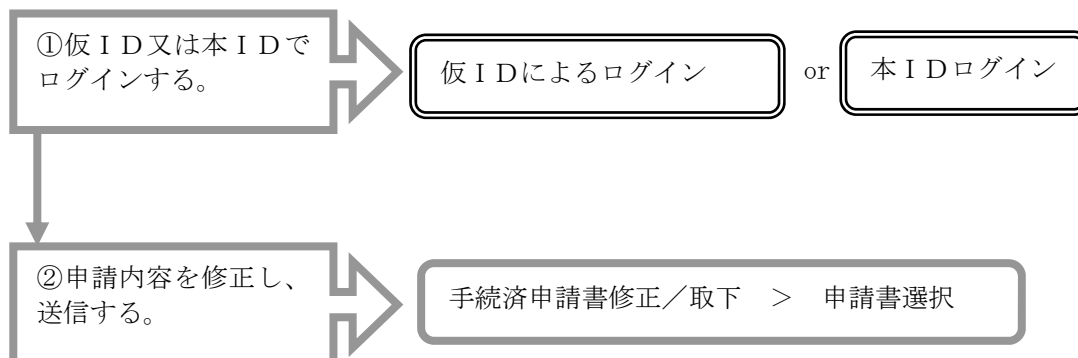 ①仮ＩＤ又は本ＩＤで
ログインする。
仮ＩＤによるログイン
or
本ＩＤログイン
②申請内容を修正し、
送信する。
手続済申請書修正／取下　＞　申請書選択